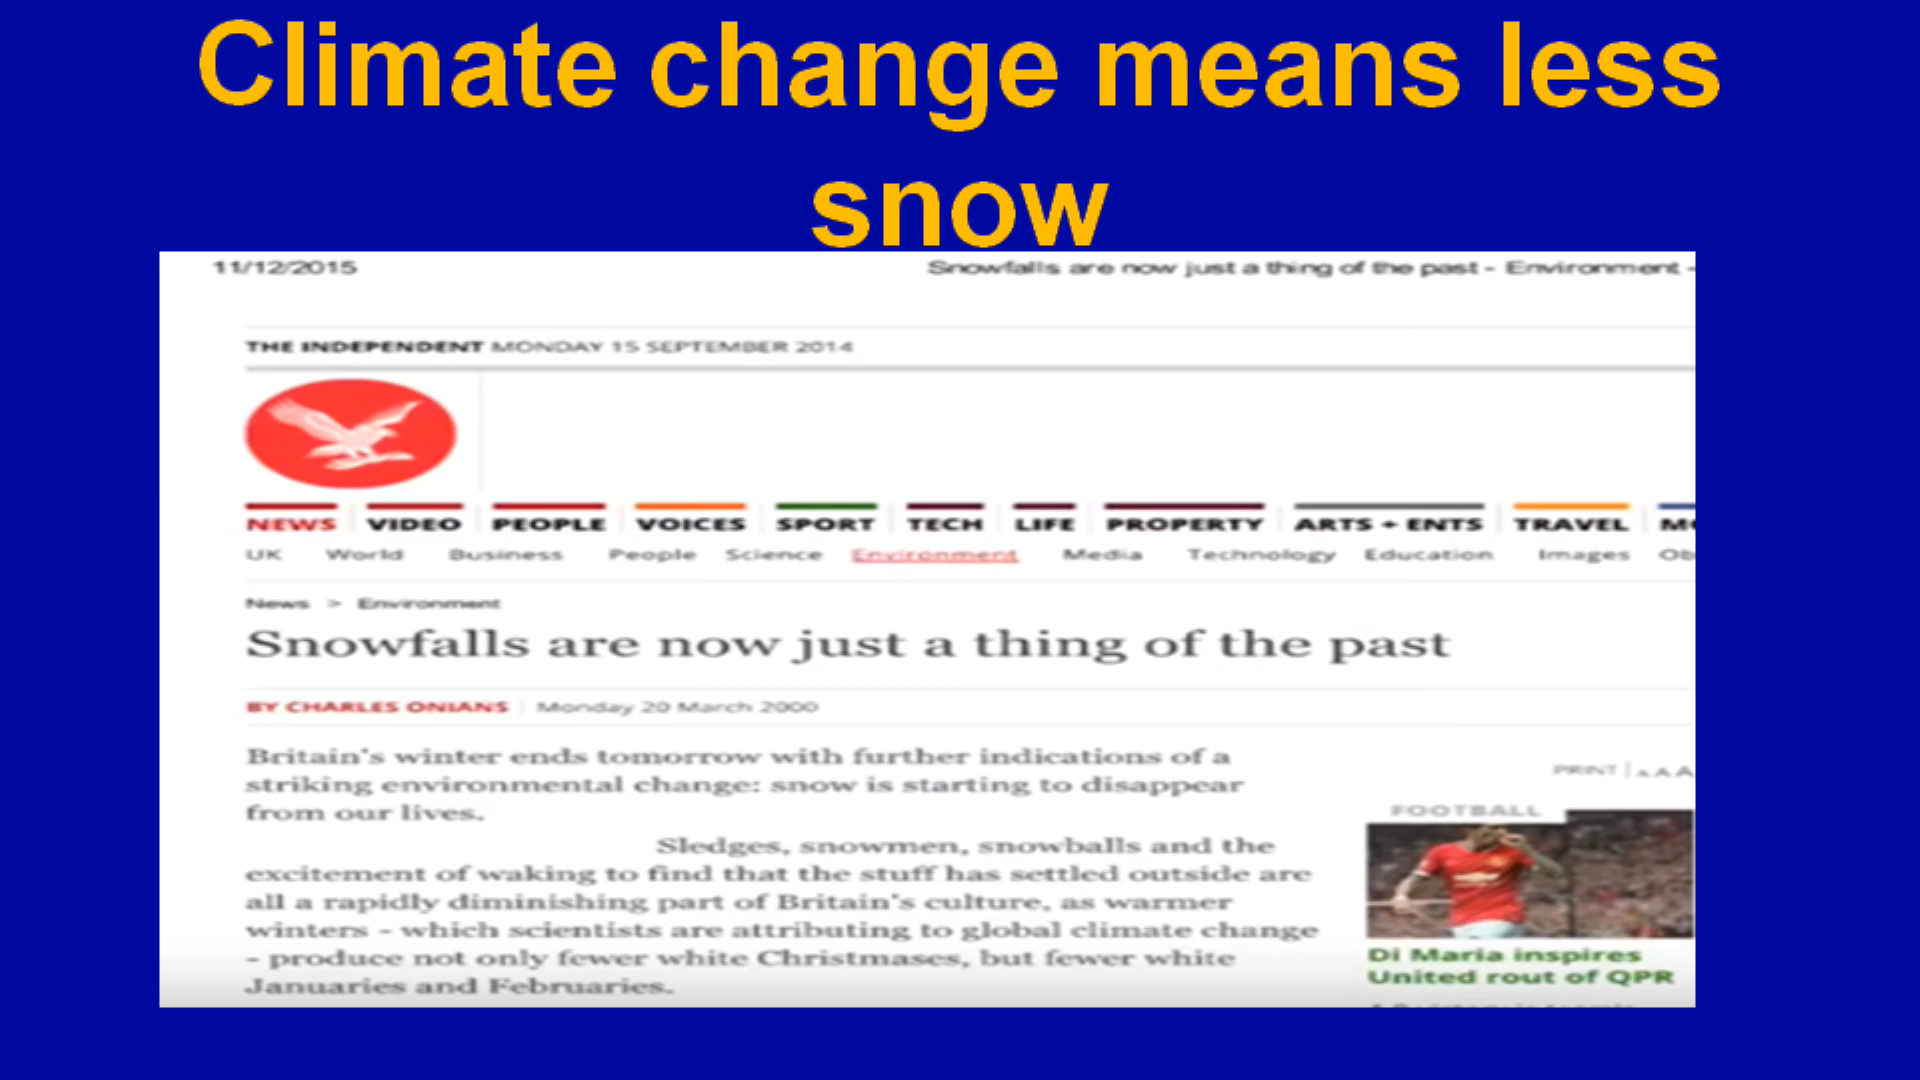 Climate change means less
snow
11/12/2015 Snowfalls are now just a thing of the past - Environment -
THE INDEPENDENT MONDAY 15 SEPTEMBER 2014
NEWS VIDEO PEOPLE VOICES SPORT TECH LIFE PROPERTY ARTS + ENTS TRAVEL
UK World Business People Science Environment Media Technology Education Images
News > Environment
Snowfalls are now just a thing of the past
BY CHARLES ONIANS Monday 20 March 2000
Britain's winter ends tomorrow with further indications of a
striking environmental change: snow is starting to disappear
from our lives.
PRINT | A A A
Sledges, snowmen, snowballs and the
excitement of waking to find that the stuff has settled outside are
all a rapidly diminishing part of Britain's culture, as warmer
winters - which scientists are attributing to global climate change
- produce not only fewer white Christmases, but fewer white
Januaries and Februaries.
FOOTBALL
Di Maria inspires
United rout of QPR